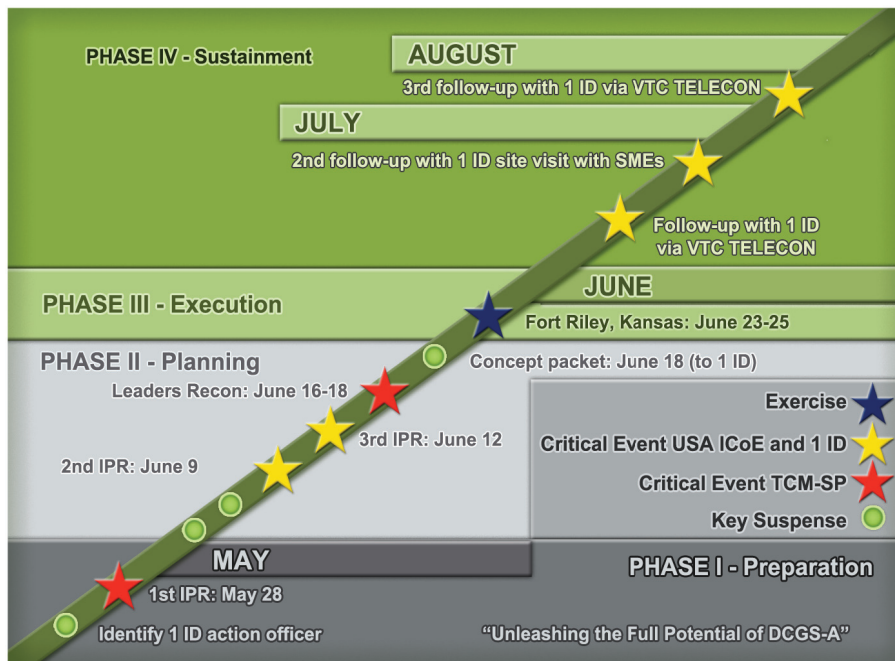 PHASE IV - Sustainment
AUGUST
3rd follow-up with 1 ID via VTC TELECON
JULY
2nd follow-up with 1 ID site visit with SMEs
Follow-up with 1 ID
via VTC TELECON
PHASE III - Execution
JUNE
Fort Riley, Kansas: June 23-25
PHASE II - Planning
Concept packet: June 18 (to 1 ID)
Leaders Recon: June 16-18
3rd IPR: June 12
2nd IPR: June 9
Exercise
Critical Event USA ICoE and 1 ID
Critical Event TCM-SP
Key Suspense
MAY
PHASE I - Preparation
1st IPR: May 28
Identify 1 ID action officer
“Unleashing the Full Potential of DCGS-A”